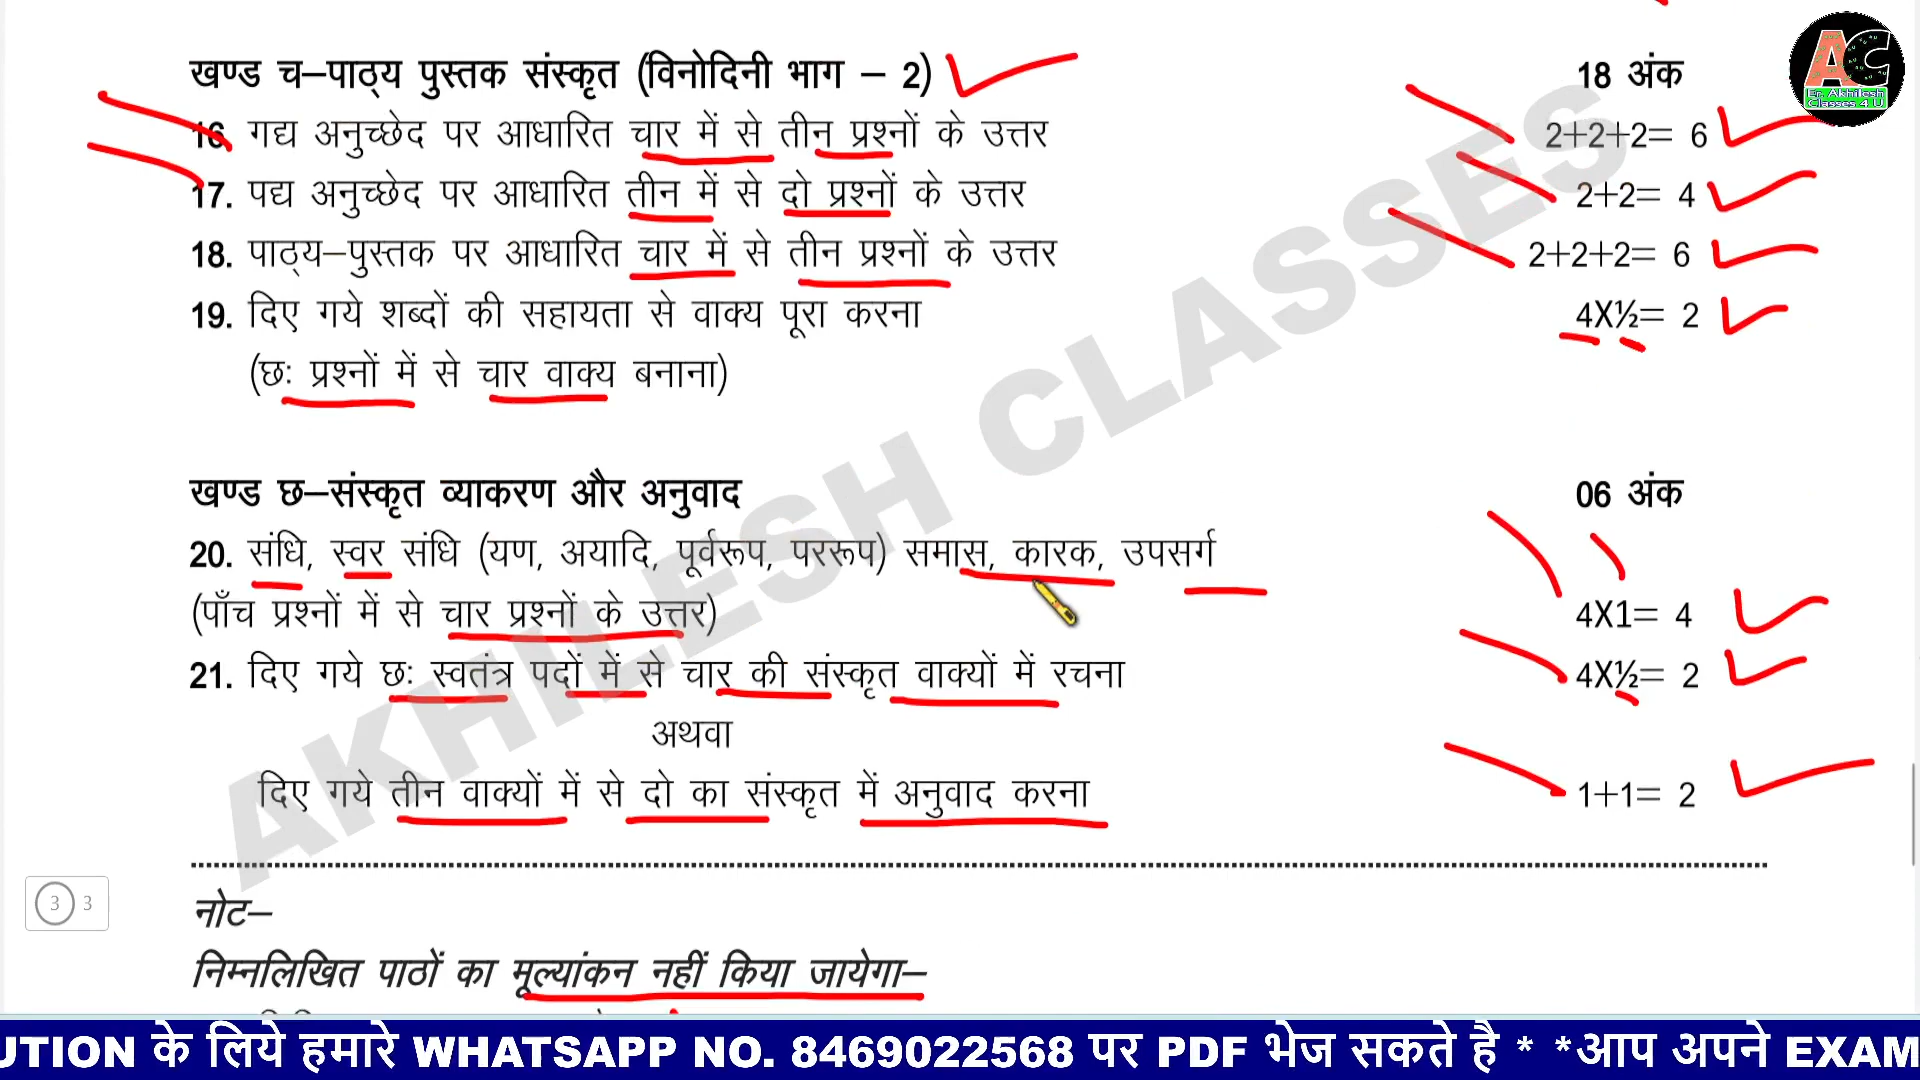 खण्ड च–पाठ्य पुस्तक संस्कृत (विनोदिनी भाग – 2) 18 अंक
16. गद्य अनुच्छेद पर आधारित चार में से तीन प्रश्नों के उत्तर 2+2+2= 6
17. पद्य अनुच्छेद पर आधारित तीन में से दो प्रश्नों के उत्तर 2+2= 4
18. पाठ्य–पुस्तक पर आधारित चार में से तीन प्रश्नों के उत्तर 2+2+2= 6
19. दिए गये शब्दों की सहायता से वाक्य पूरा करना 4X½= 2
(छः प्रश्नों में से चार वाक्य बनाना)
खण्ड छ–संस्कृत व्याकरण और अनुवाद 06 अंक
20. संधि, स्वर संधि (यण, अयादि, पूर्वरूप, पररूप) समास, कारक, उपसर्ग
(पाँच प्रश्नों में से चार प्रश्नों के उत्तर) 4X1= 4
21. दिए गये छः स्वतंत्र पदों में से चार की संस्कृत वाक्यों में रचना 4X½= 2
अथवा
दिए गये तीन वाक्यों में से दो का संस्कृत में अनुवाद करना 1+1= 2
नोट–
निम्नलिखित पाठों का मूल्यांकन नहीं किया जायेगा–
3 3
AKHILESH CLASSES
AC
Er. Akhilesh
Classes 4 U
UTION के लिये हमारे WHATSAPP NO. 8469022568 पर PDF भेज सकते है * *आप अपने EXAM